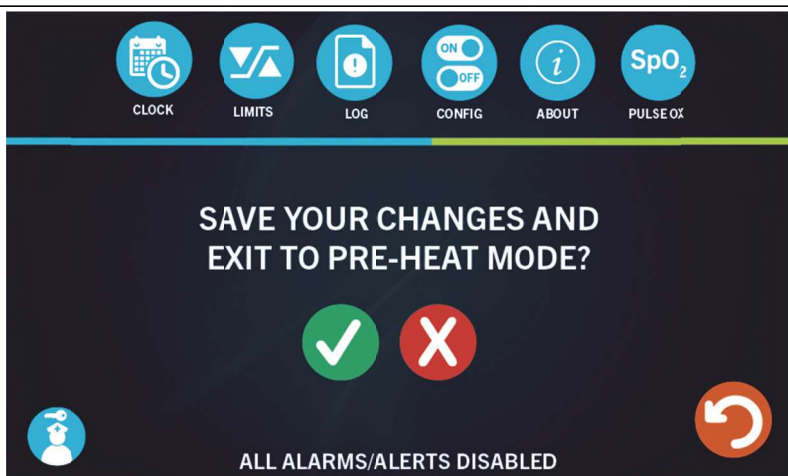 ON
OFF
i
SpO₂
CLOCK
LIMITS
LOG
CONFIG
ABOUT
PULSE OX
SAVE YOUR CHANGES AND
EXIT TO PRE-HEAT MODE?
ALL ALARMS/ALERTS DISABLED